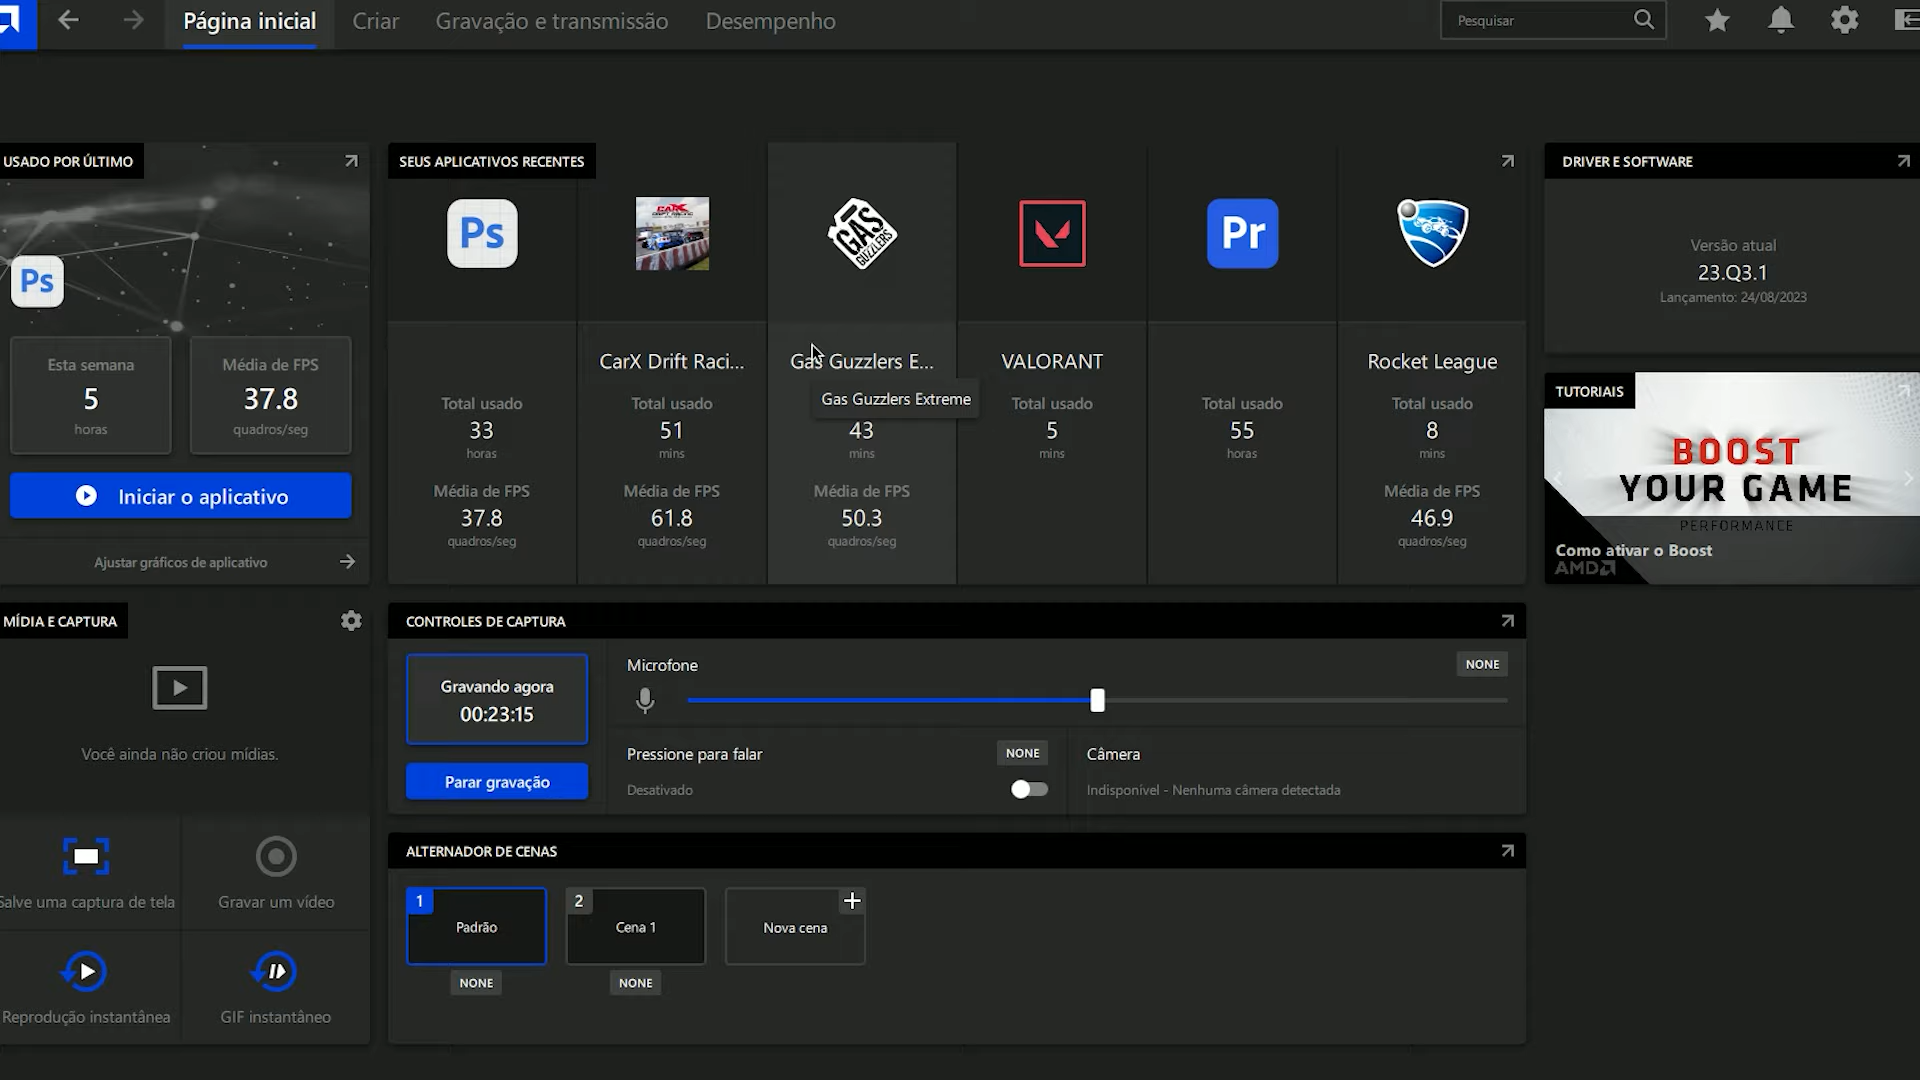 Página inicial
Criar
Gravação e transmissão
Desempenho
Pesquisar
USADO POR ÚLTIMO
Ps
Esta semana
5
horas
Média de FPS
37.8
quadros/seg
Iniciar o aplicativo
Ajustar gráficos de aplicativo
SEUS APLICATIVOS RECENTES
Ps
Total usado
33
horas
Média de FPS
37.8
quadros/seg
CARX
DRIFT RACING
CarX Drift Raci...
Total usado
51
mins
Média de FPS
61.8
quadros/seg
GAS
GUZZLERS
Gas Guzzlers E...
Gas Guzzlers Extreme
43
mins
Média de FPS
50.3
quadros/seg
VALORANT
Total usado
5
mins
Pr
Total usado
55
horas
Rocket League
Total usado
8
mins
Média de FPS
46.9
quadros/seg
DRIVER E SOFTWARE
Versão atual
23.Q3.1
Lançamento: 24/08/2023
TUTORIAIS
BOOST
YOUR GAME
PERFORMANCE
Como ativar o Boost
AMD
MÍDIA E CAPTURA
Você ainda não criou mídias.
Salve uma captura de tela
Gravar um vídeo
Reprodução instantânea
GIF instantâneo
CONTROLES DE CAPTURA
Gravando agora
00:23:15
Parar gravação
Microfone
NONE
Pressione para falar
NONE
Desativado
Câmera
Indisponível - Nenhuma câmera detectada
ALTERNADOR DE CENAS
1
Padrão
NONE
2
Cena 1
NONE
Nova cena